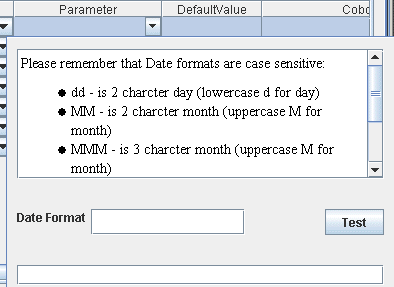 Parameter DefaultValue Cobo
Please remember that Date formats are case sensitive:
dd - is 2 charcter day (lowercase d for day)
MM - is 2 charcter month (uppercase M for
month)
MMM - is 3 charcter month (uppercase M for
month)
Date Format Test